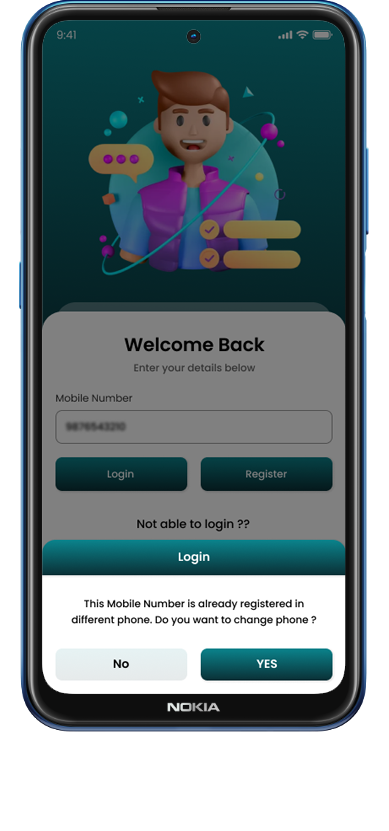 9:41
Welcome Back
Enter your details below
Mobile Number
9876543210
Login
Register
Not able to login ??
Login
This Mobile Number is already registered in
different phone. Do you want to change phone ?
No
YES
NOKIA